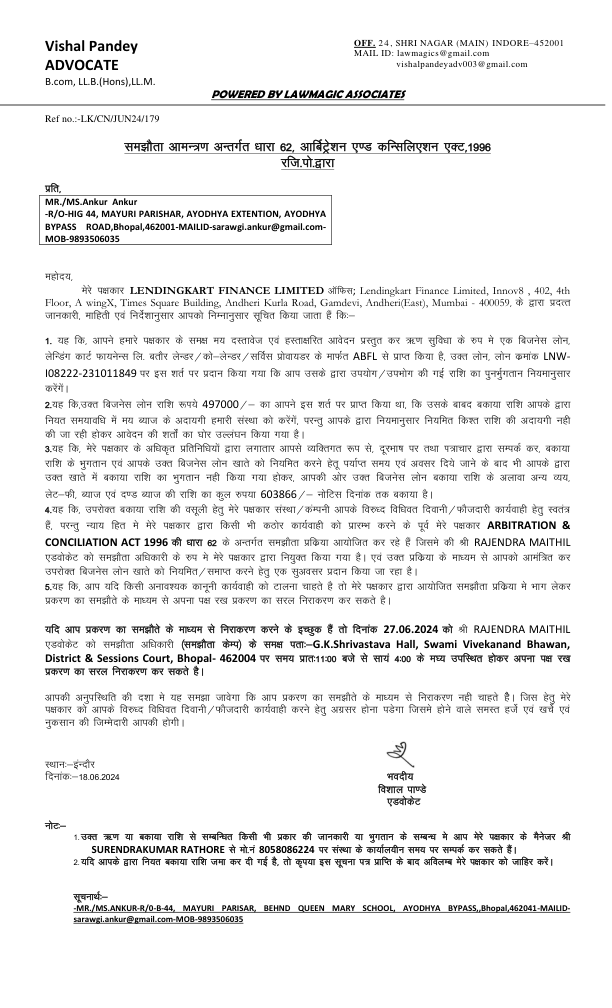 Vishal Pandey
ADVOCATE
B.com, LL.B.(Hons),LL.M.
OFF. 24, SHRI NAGAR (MAIN) INDORE–452001
MAIL ID: lawmagics@gmail.com
vishalpandeyadv003@gmail.com
POWERED BY LAWMAGIC ASSOCIATES
Ref no.:-LK/CN/JUN24/179
समझौता आमन्त्रण अन्तर्गत धारा 62, आर्बिट्रेशन एण्ड कन्सिलिएशन एक्ट,1996
रजि.पो.द्वारा
प्रति,
MR./MS.Ankur Ankur
-R/O-HIG 44, MAYURI PARISHAR, AYODHYA EXTENTION, AYODHYA
BYPASS ROAD,Bhopal,462001-MAILID-sarawgi.ankur@gmail.com-
MOB-9893506035
महोदय,
मेरे पक्षकार LENDINGKART FINANCE LIMITED ऑफिस; Lendingkart Finance Limited, Innov8 , 402, 4th
Floor, A wingX, Times Square Building, Andheri Kurla Road, Gamdevi, Andheri(East), Mumbai - 400059, के द्वारा प्रदत्त
जानकारी, माहिती एवं निर्देशानुसार आपको निम्नानुसार सूचित किया जाता हैं कि:–
1. यह कि, आपने हमारे पक्षकार के समक्ष मय दस्तावेज एवं हस्ताक्षरित आवेदन प्रस्तुत कर ऋण सुविधा के रुप मे एक बिजनेस लोन,
लेन्डिंग कार्ट फायनेन्स लि. बतौर लेन्डर/को–लेन्डर/सर्विस प्रोवायडर के मार्फत ABFL से प्राप्त किया है, उक्त लोन, लोन क्रमांक LNW-
I08222-231011849 पर इस शर्त पर प्रदान किया गया कि आप उसके द्वारा उपयोग/उपभोग की गई राशि का पुनर्भुगतान नियमानुसार
करेंगें।
2.यह कि,उक्त बिजनेस लोन राशि रूपये 497000/– का आपने इस शर्त पर प्राप्त किया था, कि उसके बाद बकाया राशि आपके द्वारा
नियत समयावधि में मय ब्याज के अदायगी हमारी संस्था को करेंगें, परन्तु आपके द्वारा नियमानुसार नियमित किश्त राशि की अदायगी नही
की जा रही होकर आवेदन की शर्तों का घोर उल्लंघन किया गया है।
3.यह कि, मेरे पक्षकार के अधिकृत प्रतिनिधियों द्वारा लगातार आपसे व्यक्तिगत रूप से, दूरभाष पर तथा पत्राचार द्वारा सम्पर्क कर, बकाया
राशि के भुगतान एवं आपके उक्त बिजनेस लोन खाते को नियमित करने हेतू पर्याप्त समय एवं अवसर दिये जाने के बाद भी आपके द्वारा
उक्त खाते में बकाया राशि का भुगतान नही किया गया होकर, आपकी ओर उक्त बिजनेस लोन बकाया राशि के अलावा अन्य व्यय,
लेट–फी, ब्याज एवं दण्ड ब्याज की राशि का कुल रुपया 603866/– नोटिस दिनांक तक बकाया है।
4.यह कि, उपरोक्त बकाया राशि की वसूली हेतु मेरे पक्षकार संस्था/कंम्पनी आपके विरुध्द विधिवत दिवानी/फौजदारी कार्यवाही हेतु स्वतंत्र
हैं, परन्तु न्याय हित मे मेरे पक्षकार द्वारा किसी भी कठोर कार्यवाही को प्रारम्भ करने के पूर्व मेरे पक्षकार ARBITRATION &
CONCILIATION ACT 1996 की धारा 62 के अन्तर्गत समझौता प्रक्रिया आयोजित कर रहे हैं जिसमे की श्री RAJENDRA MAITHIL
एडवोकेट को समझौता अधिकारी के रुप मे मेरे पक्षकार द्वारा नियुक्त किया गया है। एवं उक्त प्रक्रिया के माध्यम से आपको आमंत्रित कर
उपरोक्त बिजनेस लोन खाते को नियमित/समाप्त करने हेतु एक सुअवसर प्रदान किया जा रहा है।
5.यह कि, आप यदि किसी अनावश्यक कानूनी कार्यवाही को टालना चाहते है तो मेरे पक्षकार द्वारा आयोजित समझौता प्रक्रिया मे भाग लेकर
प्रकरण का समझौते के माध्यम से अपना पक्ष रख प्रकरण का सरल निराकरण कर सकते है।
यदि आप प्रकरण का समझौते के माध्यम से निराकरण करने के इच्छुक हैं तो दिनांक 27.06.2024 को श्री RAJENDRA MAITHIL
एडवोकेट को समझौता अधिकारी (समझौता केम्प) के समक्ष पताः–G.K.Shrivastava Hall, Swami Vivekanand Bhawan,
District & Sessions Court, Bhopal- 462004 पर समय प्रातः11:00 बजे से सायं 4:00 के मध्य उपस्थित होकर अपना पक्ष रख
प्रकरण का सरल निराकरण कर सकते है।
आपकी अनुपस्थिति की दशा मे यह समझा जावेगा कि आप प्रकरण का समझौते के माध्यम से निराकरण नही चाहते हैै। जिस हेतु मेरे
पक्षकार को आपके विरुध्द विधिवत दिवानी/फौजदारी कार्यवाही करने हेतु अग्रसर होना पडेगा जिसमे होने वाले समस्त हर्जे एवं खर्चे एवं
नुकसान की जिम्मेदारी आपकी होगी।
स्थानः–इंन्दौर
दिनांकः–18.06.2024
भवदीय
विशाल पाण्डे
एडवोकेट
नोटः–
1.उक्त ऋण या बकाया राशि से सम्बन्धित किसी भी प्रकार की जानकारी या भुगतान के सम्बन्ध मे आप मेरे पक्षकार के मैनेजर श्री
SURENDRAKUMAR RATHORE से मो.नं 8058086224 पर संस्था के कार्यालयीन समय पर सम्पर्क कर सकते हैं।
2.यदि आपके द्वारा नियत बकाया राशि जमा कर दी गई है, तो कृपया इस सूचना पत्र प्राप्ति के बाद अविलम्ब मेरे पक्षकार को जाहिर करें।
सूचनार्थः–
-MR./MS.ANKUR-R/0-B-44, MAYURI PARISAR, BEHND QUEEN MARY SCHOOL, AYODHYA BYPASS,,Bhopal,462041-MAILID-
sarawgi.ankur@gmail.com-MOB-9893506035